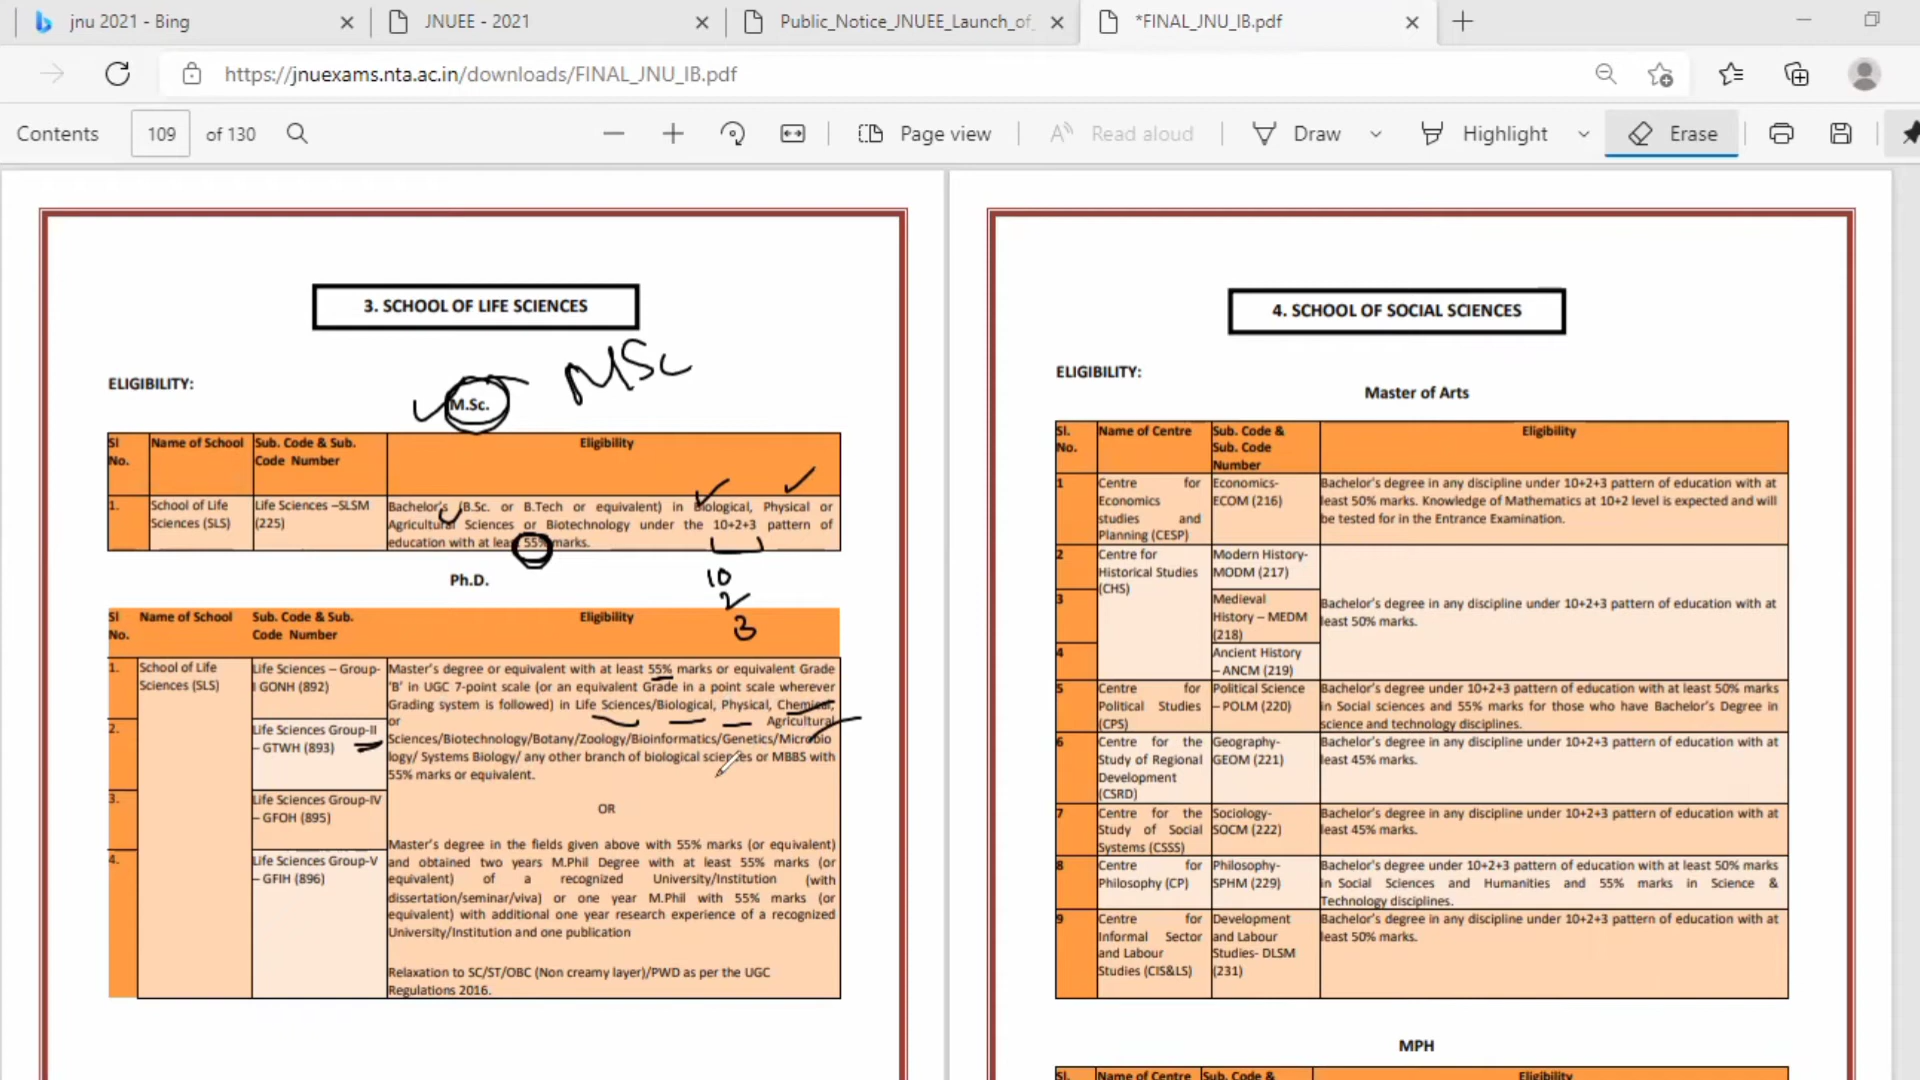 jnu 2021 - Bing
JNUEE - 2021
Public_Notice_JNUEE_Launch_of_
*FINAL_JNU_IB.pdf
https://jnuexams.nta.ac.in/downloads/FINAL_JNU_IB.pdf
Contents
109
of 130
Page view
Read aloud
Draw
Highlight
Erase
3. SCHOOL OF LIFE SCIENCES
MSc
ELIGIBILITY:
M.Sc.
Sl No.
Name of School
Sub. Code & Sub. Code Number
Eligibility
1.
School of Life
Sciences (SLS)
Life Sciences –SLSM
(225)
Bachelor's (B.Sc. or B.Tech or equivalent) in Biological, Physical or
Agricultural Sciences or Biotechnology under the 10+2+3 pattern of
education with at least 55% marks.
10
2
3
Ph.D.
Sl No.
Name of School
Sub. Code & Sub. Code Number
Eligibility
1.
School of Life
Sciences (SLS)
Life Sciences – Group-
I GONH (892)
2.
Life Sciences Group-II
– GTWH (893)
3.
Life Sciences Group-IV
– GFOH (895)
4.
Life Sciences Group-V
– GFIH (896)
Master's degree or equivalent with at least 55% marks or equivalent Grade
'B' in UGC 7-point scale (or an equivalent Grade in a point scale wherever
Grading system is followed) in Life Sciences/Biological, Physical, Chemical,
or Agricultural
Sciences/Biotechnology/Botany/Zoology/Bioinformatics/Genetics/Microbio
logy/ Systems Biology/ any other branch of biological sciences or MBBS with
55% marks or equivalent.
OR
Master's degree in the fields given above with 55% marks (or equivalent)
and obtained two years M.Phil Degree with at least 55% marks (or
equivalent) of a recognized University/Institution (with
dissertation/seminar/viva) or one year M.Phil with 55% marks (or
equivalent) with additional one year research experience of a recognized
University/Institution and one publication
Relaxation to SC/ST/OBC (Non creamy layer)/PWD as per the UGC
Regulations 2016.
4. SCHOOL OF SOCIAL SCIENCES
ELIGIBILITY:
Master of Arts
Sl. No.
Name of Centre
Sub. Code & Sub. Code Number
Eligibility
1
Centre for
Economics
studies and
Planning (CESP)
Economics-
ECOM (216)
Bachelor's degree in any discipline under 10+2+3 pattern of education with at
least 50% marks. Knowledge of Mathematics at 10+2 level is expected and will
be tested for in the Entrance Examination.
2
Centre for
Historical Studies
(CHS)
Modern History-
MODM (217)
3
Medieval
History – MEDM
(218)
4
Ancient History
– ANCM (219)
Bachelor's degree in any discipline under 10+2+3 pattern of education with at
least 50% marks.
5
Centre for
Political Studies
(CPS)
Political Science
– POLM (220)
Bachelor's degree under 10+2+3 pattern of education with at least 50% marks
in Social sciences and 55% marks for those who have Bachelor's Degree in
science and technology disciplines.
6
Centre for the
Study of Regional
Development
(CSRD)
Geography-
GEOM (221)
Bachelor's degree in any discipline under 10+2+3 pattern of education with at
least 45% marks.
7
Centre for the
Study of Social
Systems (CSSS)
Sociology-
SOCM (222)
Bachelor's degree in any discipline under 10+2+3 pattern of education with at
least 45% marks.
8
Centre for
Philosophy (CP)
Philosophy-
SPHM (229)
Bachelor's degree under 10+2+3 pattern of education with at least 50% marks
in Social Sciences and Humanities and 55% marks in Science &
Technology disciplines.
9
Centre for
Informal Sector
and Labour
Studies (CIS&LS)
Development
and Labour
Studies- DLSM
(231)
Bachelor's degree in any discipline under 10+2+3 pattern of education with at
least 50% marks.
MPH
Sl.
Name of Centre
Sub. Code &
Eligibility